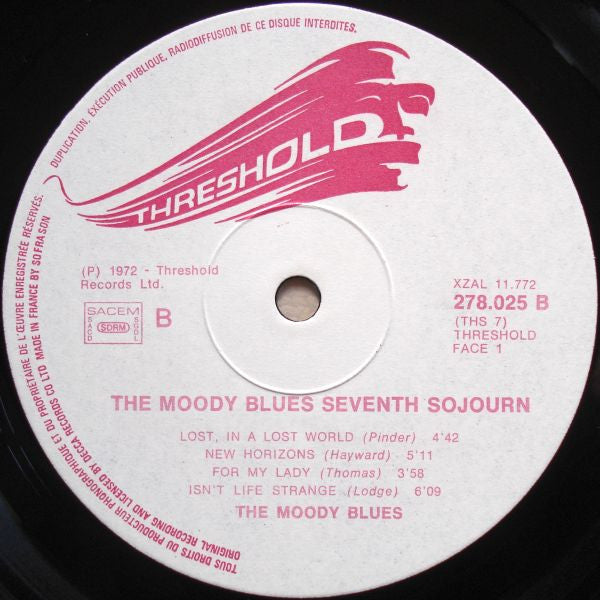 DUPLICATION, EXÉCUTION PUBLIQUE, RADIODIFFUSION DE CE DISQUE INTERDITES.
THRESHOLD
(P) 1972 - Threshold
Records Ltd.
SACEM
SACD
SDRM
SGDL
B
XZAL 11.772
278.025 B
(THS 7)
THRESHOLD
FACE 1
THE MOODY BLUES SEVENTH SOJOURN
LOST, IN A LOST WORLD (Pinder) 4'42
NEW HORIZONS (Hayward) 5'11
FOR MY LADY (Thomas) 3'58
ISN'T LIFE STRANGE (Lodge) 6'09
THE MOODY BLUES
TOUS DROITS DU PRODUCTEUR PHONOGRAPHIQUE ET DU PROPRIETAIRE DE L'ŒUVRE ENREGISTRÉE RÉSERVÉS.
ORIGINAL RECORDING AND LICENSED BY DECCA RECORDS CO LTD. MADE IN FRANCE BY SOFRASON.